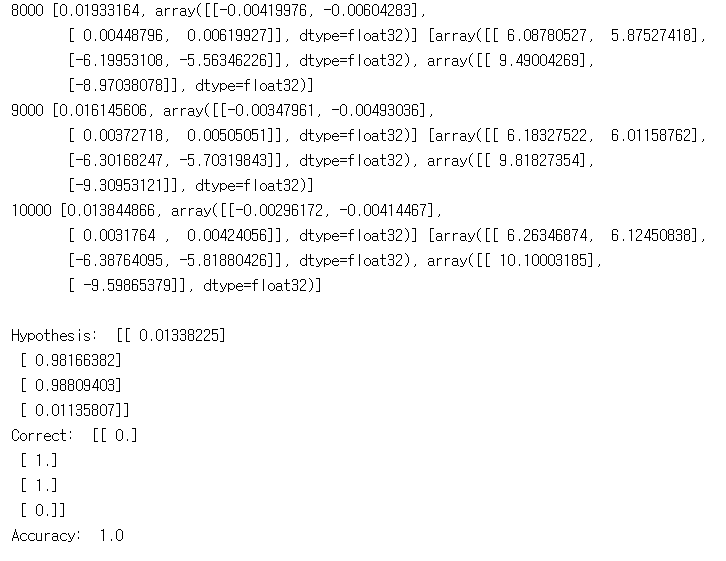 8000 [0.01933164, array([[-0.00419976, -0.00604283],
[ 0.00448796, 0.00619927]], dtype=float32)] [array([[ 6.08780527, 5.87527418],
[-6.19953108, -5.56346226]], dtype=float32), array([[ 9.49004269],
[-8.97038078]], dtype=float32)]
9000 [0.016145606, array([[-0.00347961, -0.00493036],
[ 0.00372718, 0.00505051]], dtype=float32)] [array([[ 6.18327522, 6.01158762],
[-6.30168247, -5.70319843]], dtype=float32), array([[ 9.81827354],
[-9.30953121]], dtype=float32)]
10000 [0.013844866, array([[-0.00296172, -0.00414467],
[ 0.0031764 , 0.00424056]], dtype=float32)] [array([[ 6.26346874, 6.12450838],
[-6.38764095, -5.81880426]], dtype=float32), array([[ 10.10003185],
[ -9.59865379]], dtype=float32)]
Hypothesis: [[ 0.01338225]
[ 0.98166382]
[ 0.98809403]
[ 0.01135807]]
Correct: [[ 0.]
[ 1.]
[ 1.]
[ 0.]]
Accuracy: 1.0